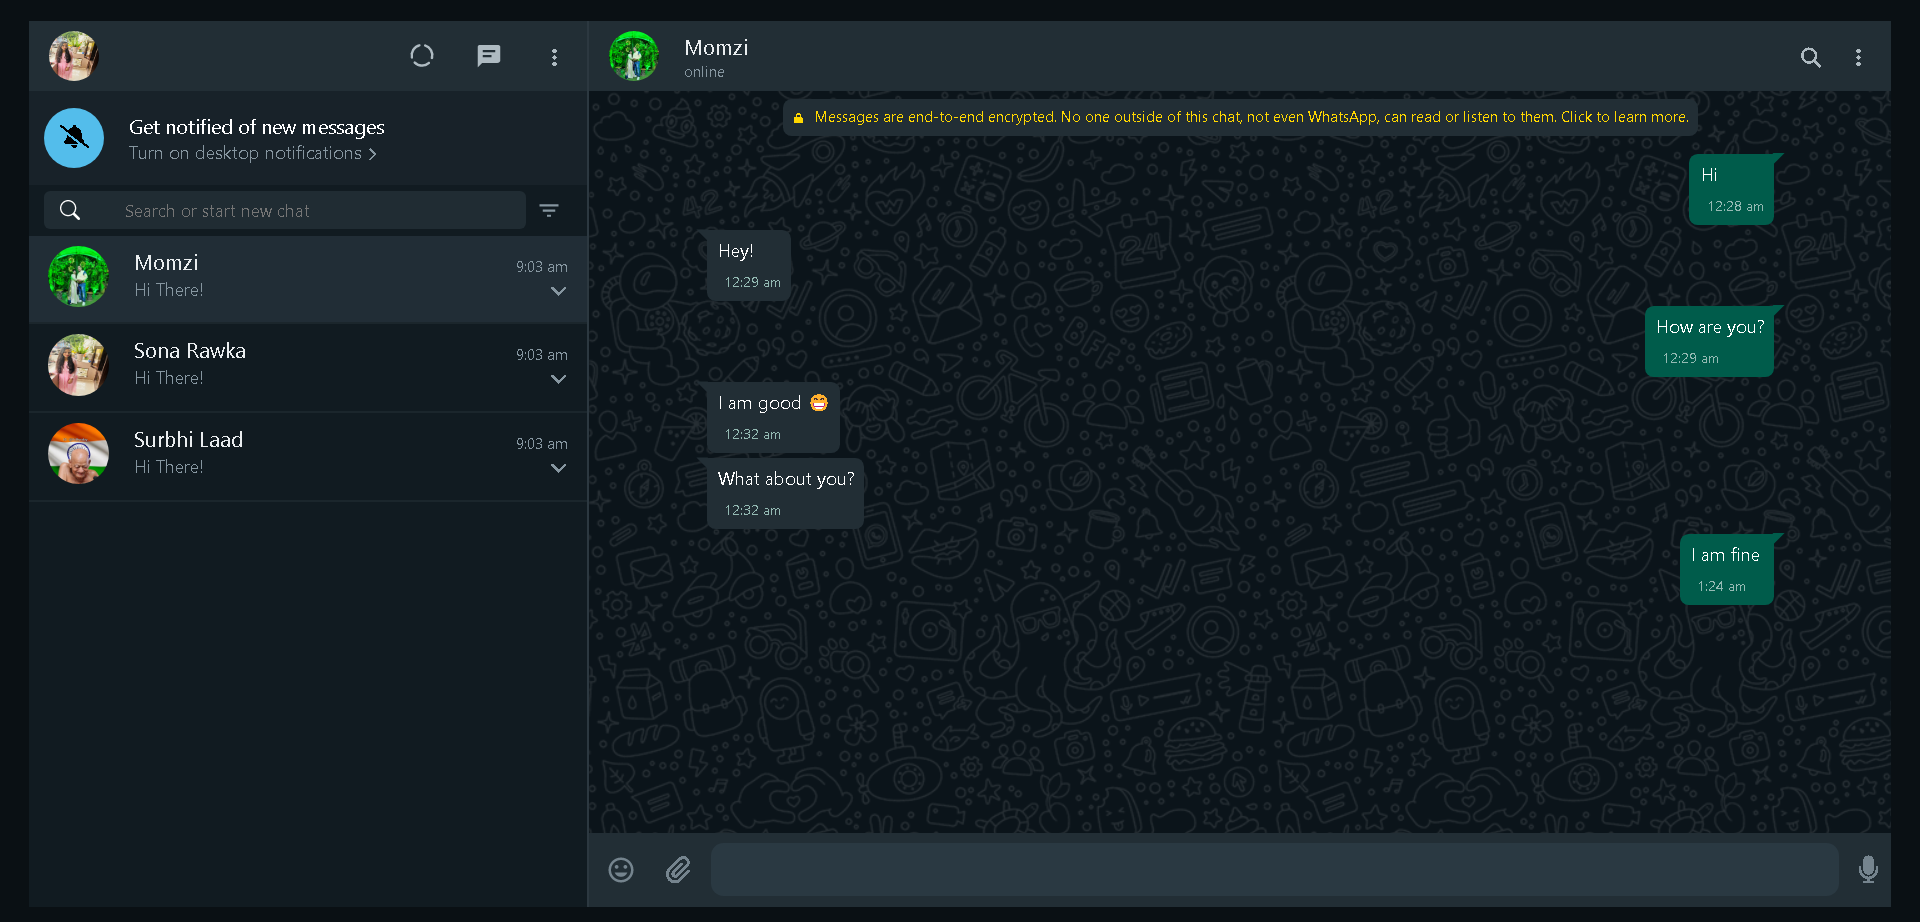 Get notified of new messages
Turn on desktop notifications >
Search or start new chat
Momzi
9:03 am
Hi There!
Sona Rawka
9:03 am
Hi There!
Surbhi Laad
9:03 am
Hi There!
Momzi
online
Messages are end-to-end encrypted. No one outside of this chat, not even WhatsApp, can read or listen to them. Click to learn more.
Hi
12:28 am
Hey!
12:29 am
How are you?
12:29 am
I am good 😁
12:32 am
What about you?
12:32 am
I am fine
1:24 am